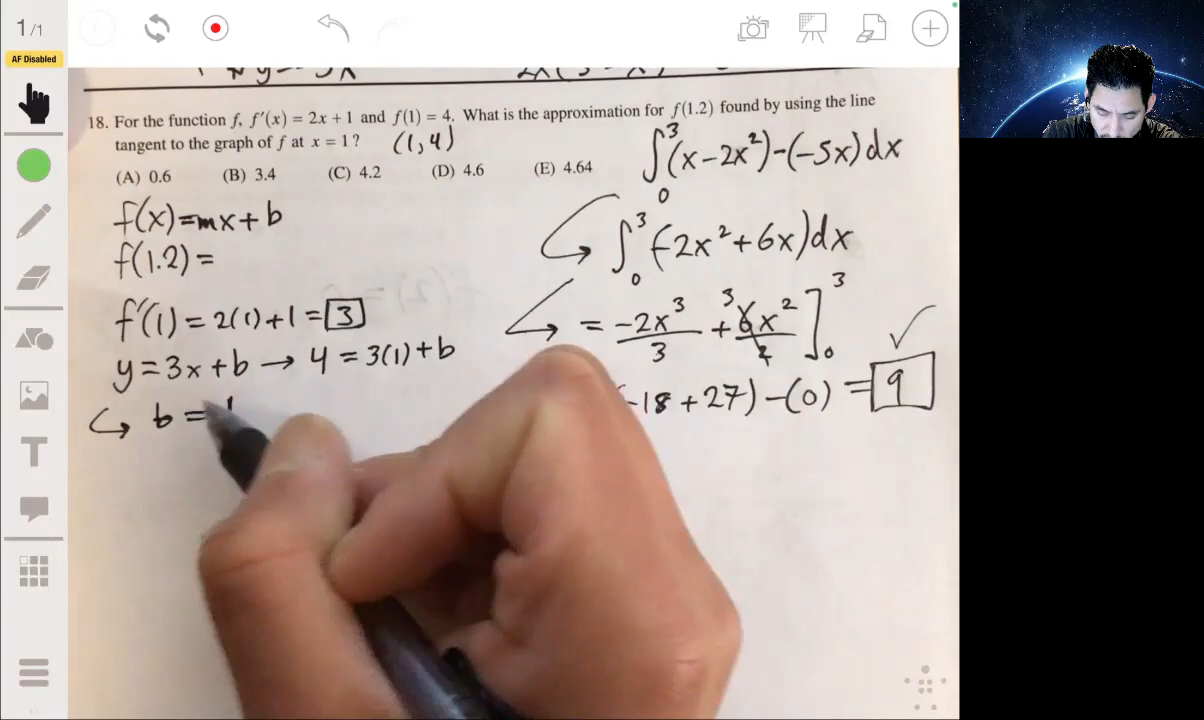 1/1
AF Disabled
18. For the function f, f'(x) = 2x + 1 and f(1) = 4. What is the approximation for f(1.2) found by using the line
tangent to the graph of f at x = 1? (1,4)
(A) 0.6 (B) 3.4 (C) 4.2 (D) 4.6 (E) 4.64
f(x)=mx+b
f(1.2)=
f'(1)=2(1)+1=3
y=3x+b→4=3(1)+b
↪ b=1
∫₀³(x-2x²)-(-5x)dx
∫₀³(-2x²+6x)dx
= -2x³/3 + ³6x²/2 ]₀³
-18+27)-(0)=9 ✓
T